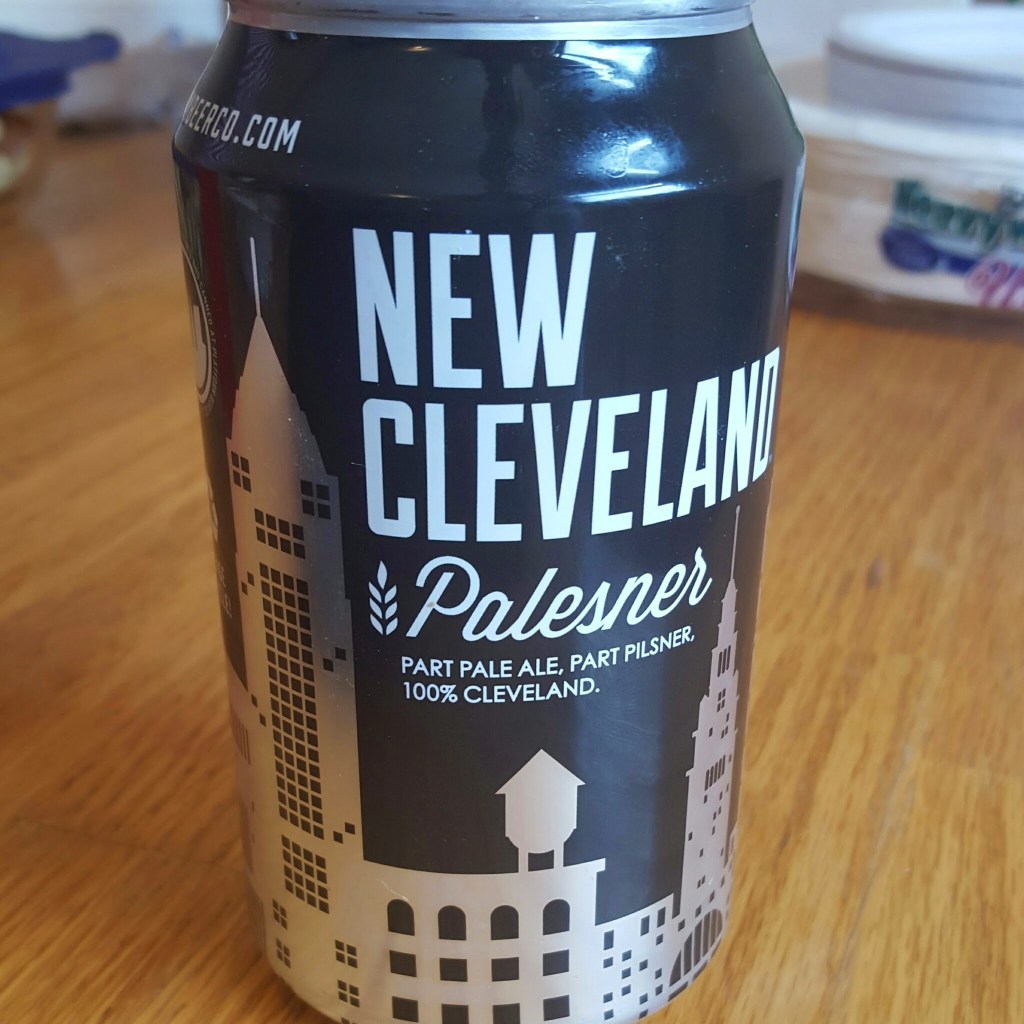 BEERCO.COM
NEW
CLEVELAND
Palesner
PART PALE ALE, PART PILSNER,
100% CLEVELAND.